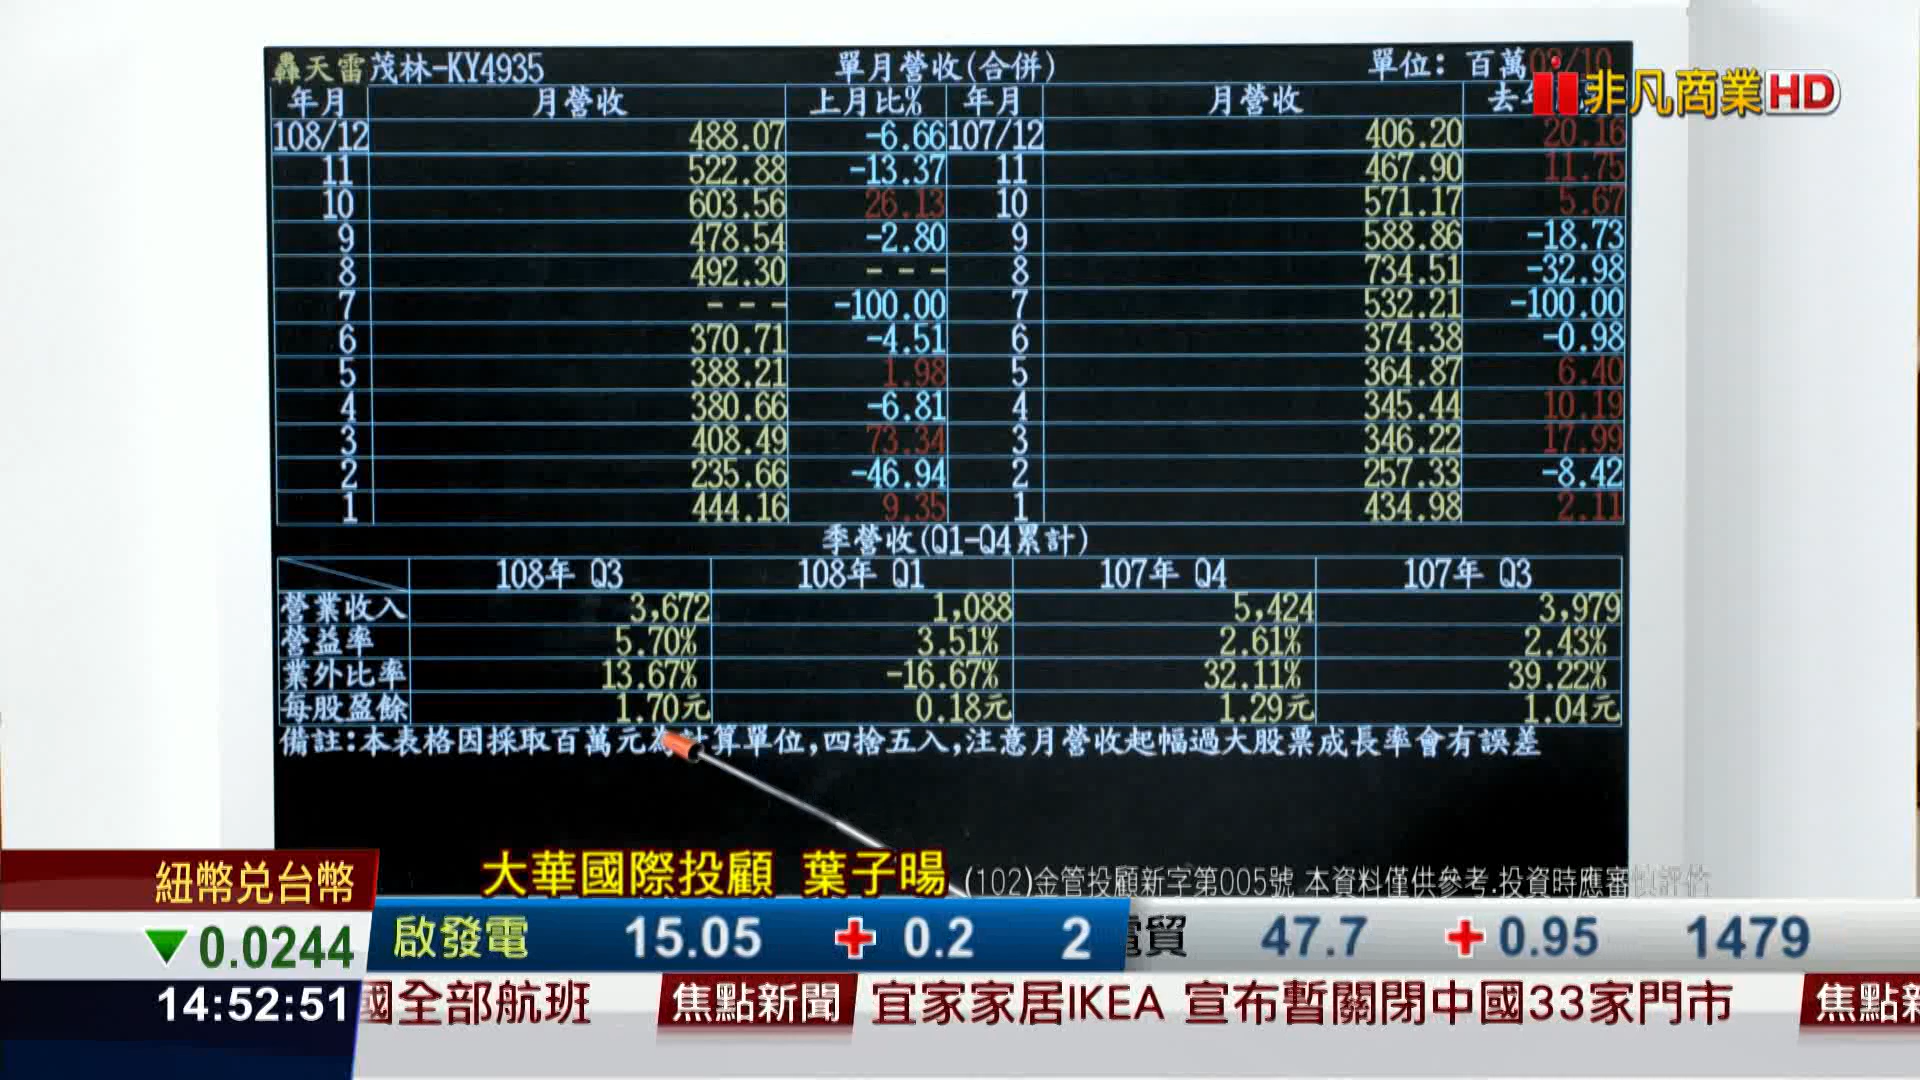 轟天雷茂林-KY4935 單月營收(合併) 單位: 百萬
非凡商業HD
年月 月營收 上月比% 年月 月營收
108/12 488.07 -6.66 107/12 406.20 20.16
11 522.88 -13.37 11 467.90 11.75
10 603.56 26.13 10 571.17 5.67
9 478.54 -2.80 9 588.86 -18.73
8 492.30 --- 8 734.51 -32.98
7 --- -100.00 7 532.21 -100.00
6 370.71 -4.51 6 374.38 -0.98
5 388.21 1.98 5 364.87 6.40
4 380.66 -6.81 4 345.44 10.19
3 408.49 73.34 3 346.22 17.99
2 235.66 -46.94 2 257.33 -8.42
1 444.16 9.35 1 434.98 2.11
季營收(Q1-Q4累計)
108年 Q3 108年 Q1 107年 Q4 107年 Q3
營業收入 3,672 1,088 5,424 3,979
營益率 5.70% 3.51% 2.61% 2.43%
業外比率 13.67% -16.67% 32.11% 39.22%
每股盈餘 1.70元 0.18元 1.29元 1.04元
備註:本表格因採取百萬元為計算單位,四捨五入,注意月營收起幅過大股票成長率會有誤差
大華國際投顧 葉子暘 (102)金管投顧新字第005號 本資料僅供參考.投資時應審慎評估
紐幣兌台幣
▼0.0244 啟發電 15.05 + 0.2 2 電貿 47.7 + 0.95 1479
14:52:51 國全部航班 焦點新聞 宜家家居IKEA 宣布暫關閉中國33家門市 焦點新